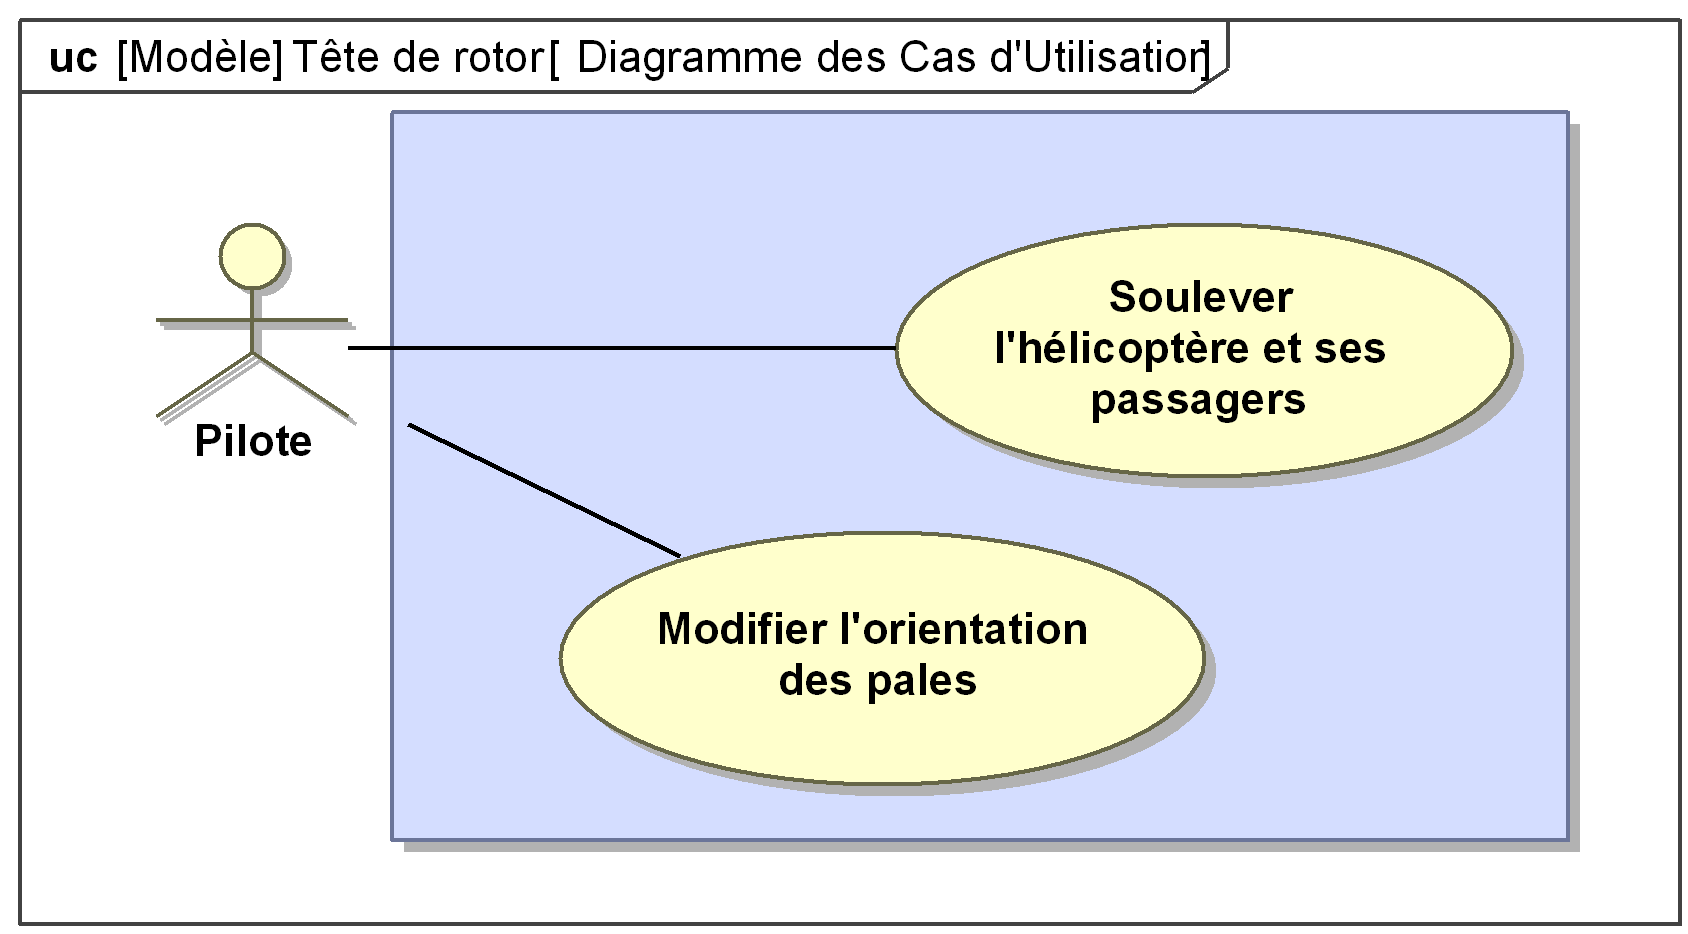 uc [Modèle] Tête de rotor[ Diagramme des Cas d'Utilisation]
Soulever
l'hélicoptère et ses
passagers
Pilote
Modifier l'orientation
des pales